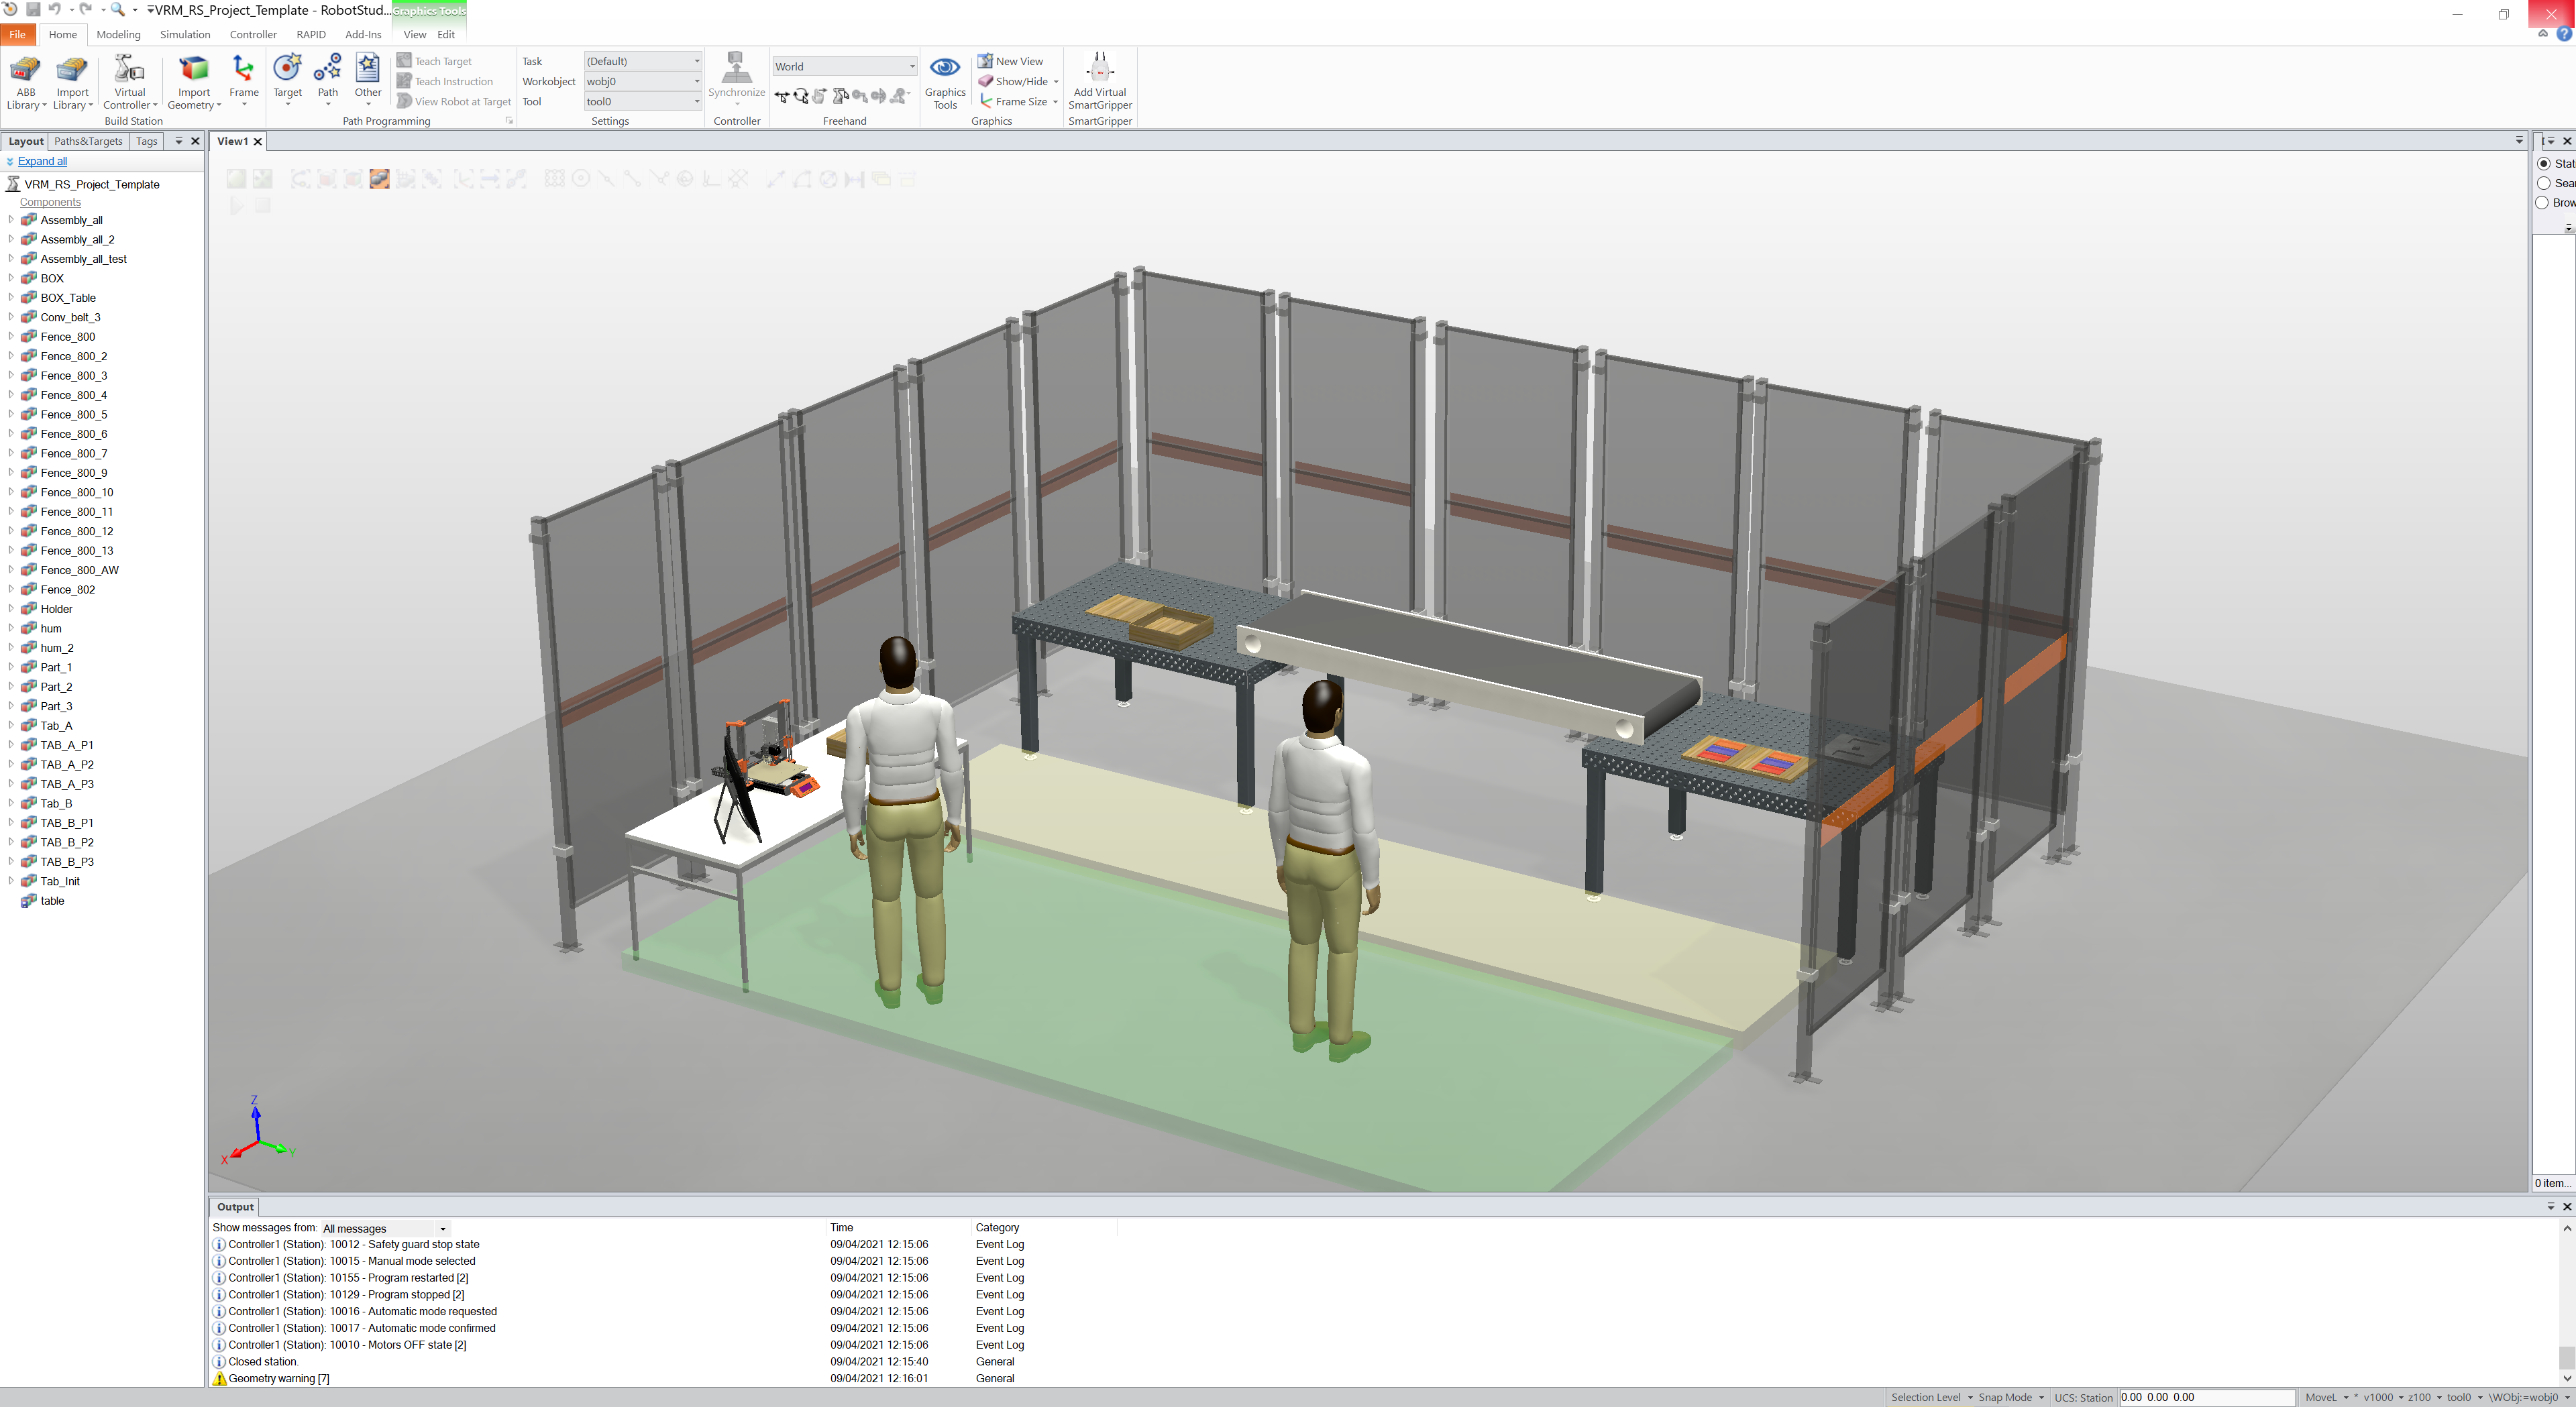 VRM_RS_Project_Template - RobotStud...
Graphics Tools
File Home Modeling Simulation Controller RAPID Add-Ins View Edit
ABB Library
Import Library
Virtual Controller
Import Geometry
Frame
Build Station
Target
Path
Other
Teach Target
Teach Instruction
View Robot at Target
Path Programming
Task (Default)
Workobject wobj0
Tool tool0
Settings
Synchronize
Controller
World
Freehand
Graphics Tools
New View
Show/Hide
Frame Size
Graphics
Add Virtual SmartGripper
SmartGripper
Layout Paths&Targets Tags
Expand all
VRM_RS_Project_Template
Components
Assembly_all
Assembly_all_2
Assembly_all_test
BOX
BOX_Table
Conv_belt_3
Fence_800
Fence_800_2
Fence_800_3
Fence_800_4
Fence_800_5
Fence_800_6
Fence_800_7
Fence_800_9
Fence_800_10
Fence_800_11
Fence_800_12
Fence_800_13
Fence_800_AW
Fence_802
Holder
hum
hum_2
Part_1
Part_2
Part_3
Tab_A
TAB_A_P1
TAB_A_P2
TAB_A_P3
Tab_B
TAB_B_P1
TAB_B_P2
TAB_B_P3
Tab_Init
table
View1
Z
X
Y
Stat
Sear
Brow
0 item...
Output
Show messages from: All messages Time Category
Controller1 (Station): 10012 - Safety guard stop state 09/04/2021 12:15:06 Event Log
Controller1 (Station): 10015 - Manual mode selected 09/04/2021 12:15:06 Event Log
Controller1 (Station): 10155 - Program restarted [2] 09/04/2021 12:15:06 Event Log
Controller1 (Station): 10129 - Program stopped [2] 09/04/2021 12:15:06 Event Log
Controller1 (Station): 10016 - Automatic mode requested 09/04/2021 12:15:06 Event Log
Controller1 (Station): 10017 - Automatic mode confirmed 09/04/2021 12:15:06 Event Log
Controller1 (Station): 10010 - Motors OFF state [2] 09/04/2021 12:15:06 Event Log
Closed station. 09/04/2021 12:15:40 General
Geometry warning [7] 09/04/2021 12:16:01 General
Selection Level Snap Mode UCS: Station 0.00 0.00 0.00 MoveL * v1000 z100 tool0 \WObj:=wobj0